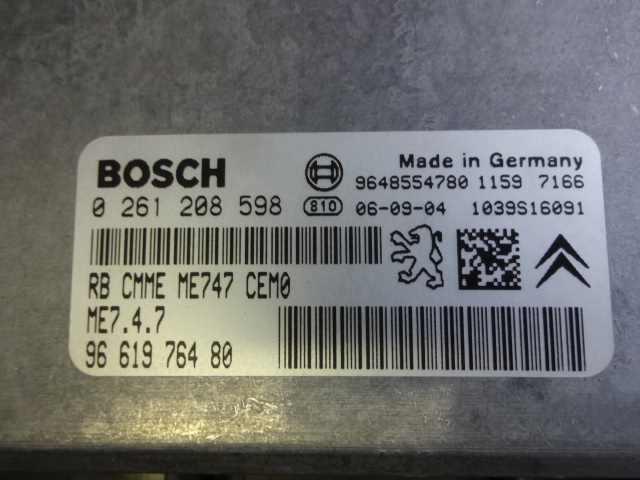 BOSCH
Made in Germany
9648554780 1159 7166
0 261 208 598 810 06-09-04 1039S16091
RB CMME ME747 CEM0
ME7.4.7
96 619 764 80